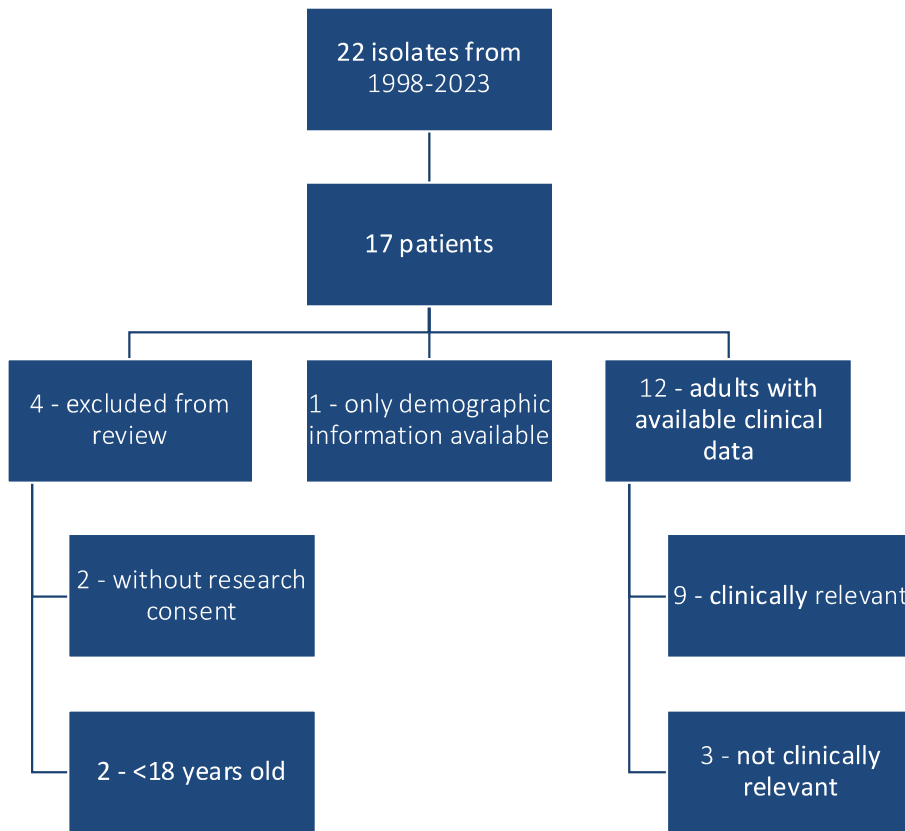 22 isolates from
1998-2023
17 patients
4 - excluded from
review
1 - only demographic
information available
12 - adults with
available clinical
data
2 - without research
consent
9 - clinically relevant
2 - <18 years old
3 - not clinically
relevant